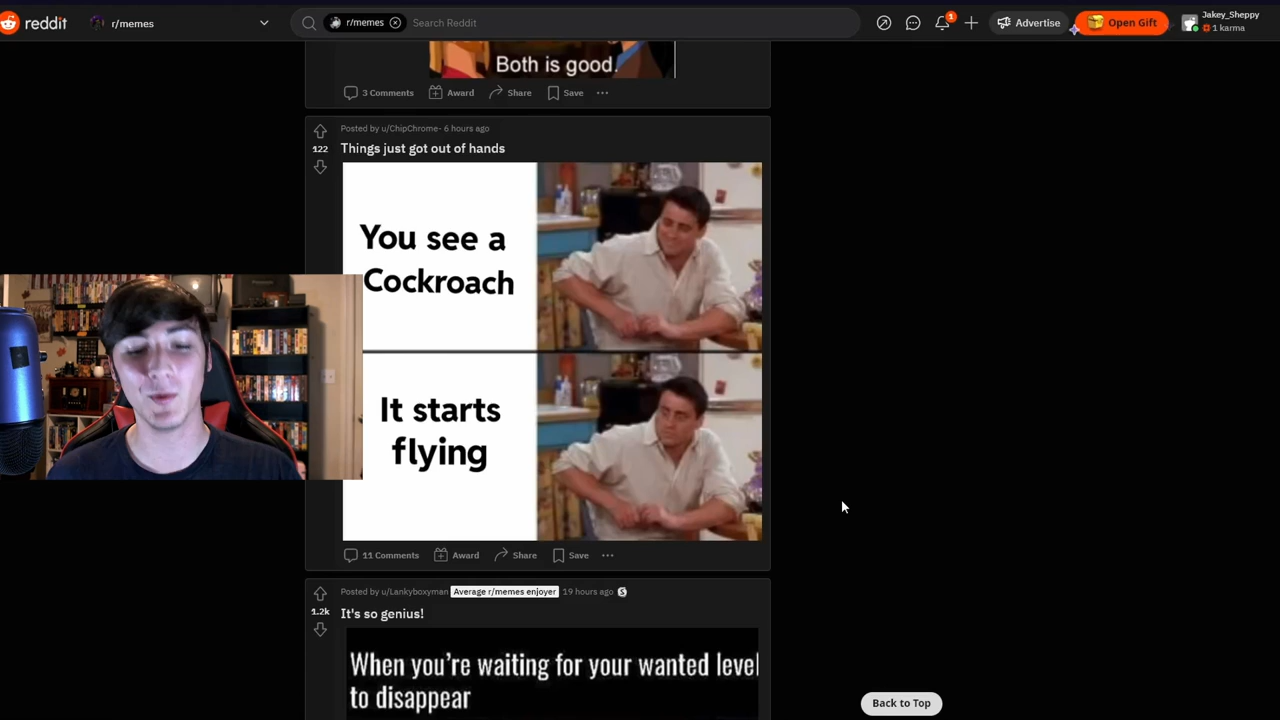 reddit
r/memes
r/memes
Search Reddit
1
Advertise
Open Gift
Jakey_Sheppy
1 karma
Both is good.
3 Comments
Award
Share
Save
Posted by u/ChipChrome- 6 hours ago
122
Things just got out of hands
You see a
Cockroach
It starts
flying
11 Comments
Award
Share
Save
Posted by u/Lankyboxyman
Average r/memes enjoyer
19 hours ago
1.2k
It's so genius!
When you're waiting for your wanted level
to disappear
Back to Top